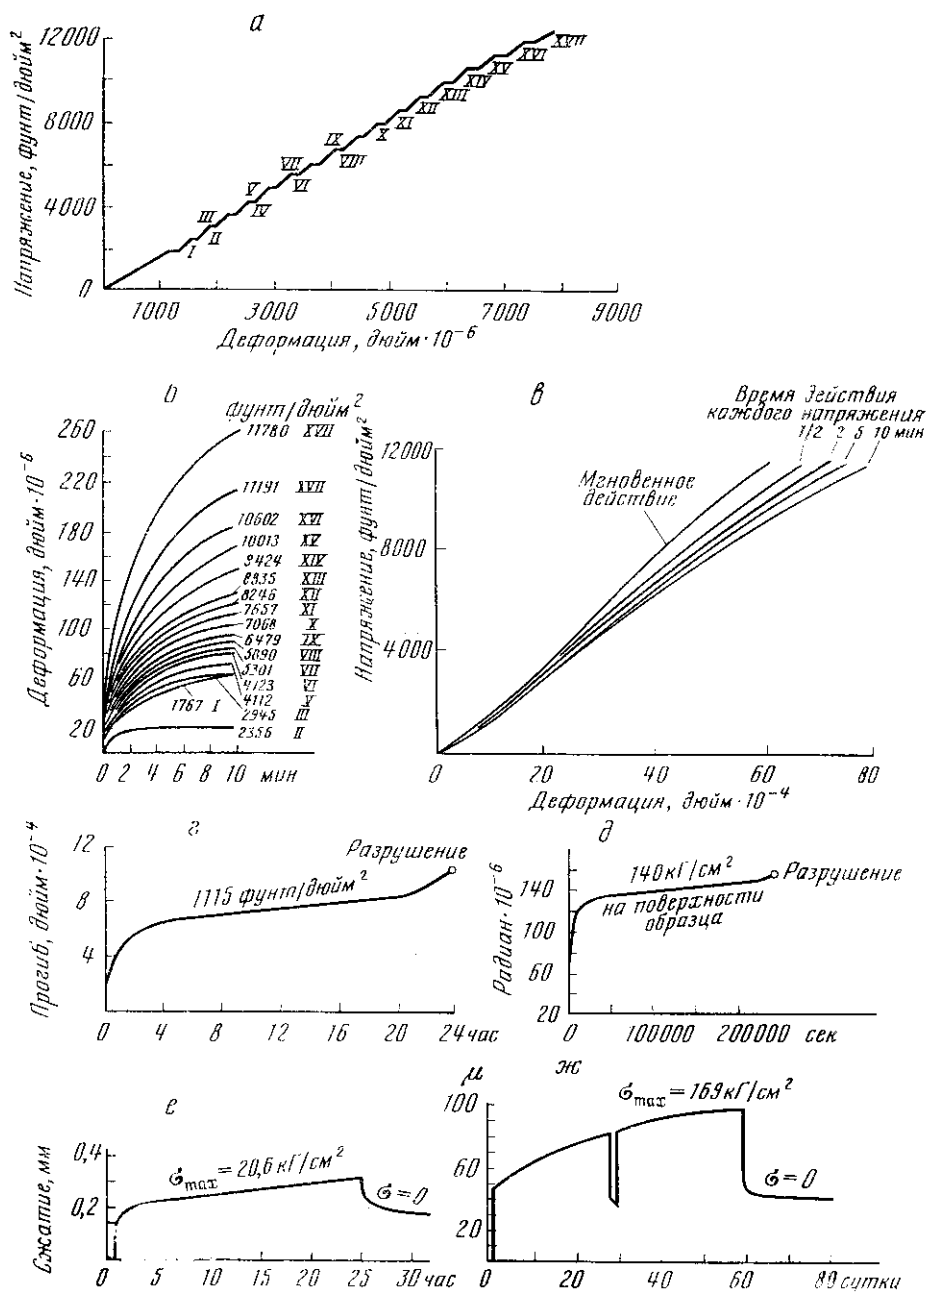 а
Напряжение, фунт/дюйм²
12000
8000
4000
0
I
II
III
IV
V
VI
VII
VIII
IX
X
XI
XII
XIII
XIV
XV
XVI
XVII
1000 3000 5000 7000 9000
Деформация, дюйм·10⁻⁶
Деформация, дюйм·10⁻⁶
фунт/дюйм²
260
220
180
140
100
60
20
11780 XVII
11191 XVII
10602 XVI
10013 XV
9424 XIV
8835 XIII
8246 XII
7657 XI
7068 X
6479 IX
5890 VIII
5301 VII
4123 VI
4112 V
2945 III
2356 II
1767 I
0 2 4 6 8 10 мин
в
Напряжение, фунт/дюйм²
12000
8000
4000
Время действия
каждого напряжения
1/2 2 5 10 мин
Мгновенное
действие
0 20 40 60 80
Деформация, дюйм·10⁻⁴
г
Прогиб, дюйм·10⁻⁴
12
8
4
Разрушение
1115 фунт/дюйм²
0 4 8 12 16 20 24 час
д
Радиан·10⁻⁶
140
100
60
20
140 кГ/см²
на поверхности
образца
Разрушение
0 100000 200000 сек
е
Сжатие, мм
0,4
0,2
σmax = 20,6 кГ/см²
σ = 0
0 5 10 15 20 25 30 час
μ
ж
100
60
20
σmax = 169 кГ/см²
σ = 0
0 20 40 60 80 сутки